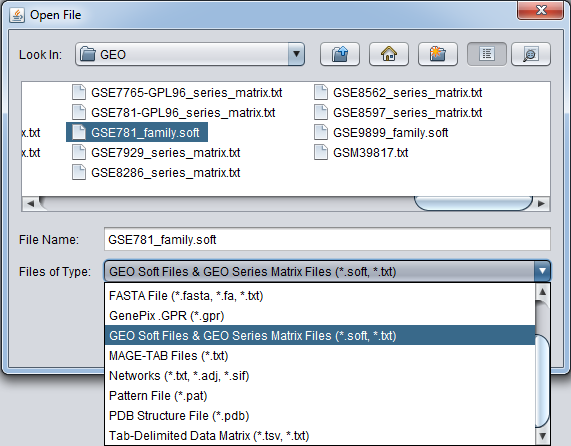 Open File
Look In: GEO
x.txt
x.txt
GSE7765-GPL96_series_matrix.txt
GSE781-GPL96_series_matrix.txt
GSE781_family.soft
GSE7929_series_matrix.txt
GSE8286_series_matrix.txt
GSE8562_series_matrix.txt
GSE8597_series_matrix.txt
GSE9899_family.soft
GSM39817.txt
File Name: GSE781_family.soft
Files of Type: GEO Soft Files & GEO Series Matrix Files (*.soft, *.txt)
FASTA File (*.fasta, *.fa, *.txt)
GenePix .GPR (*.gpr)
GEO Soft Files & GEO Series Matrix Files (*.soft, *.txt)
MAGE-TAB Files (*.txt)
Networks (*.txt, *.adj, *.sif)
Pattern File (*.pat)
PDB Structure File (*.pdb)
Tab-Delimited Data Matrix (*.tsv, *.txt)